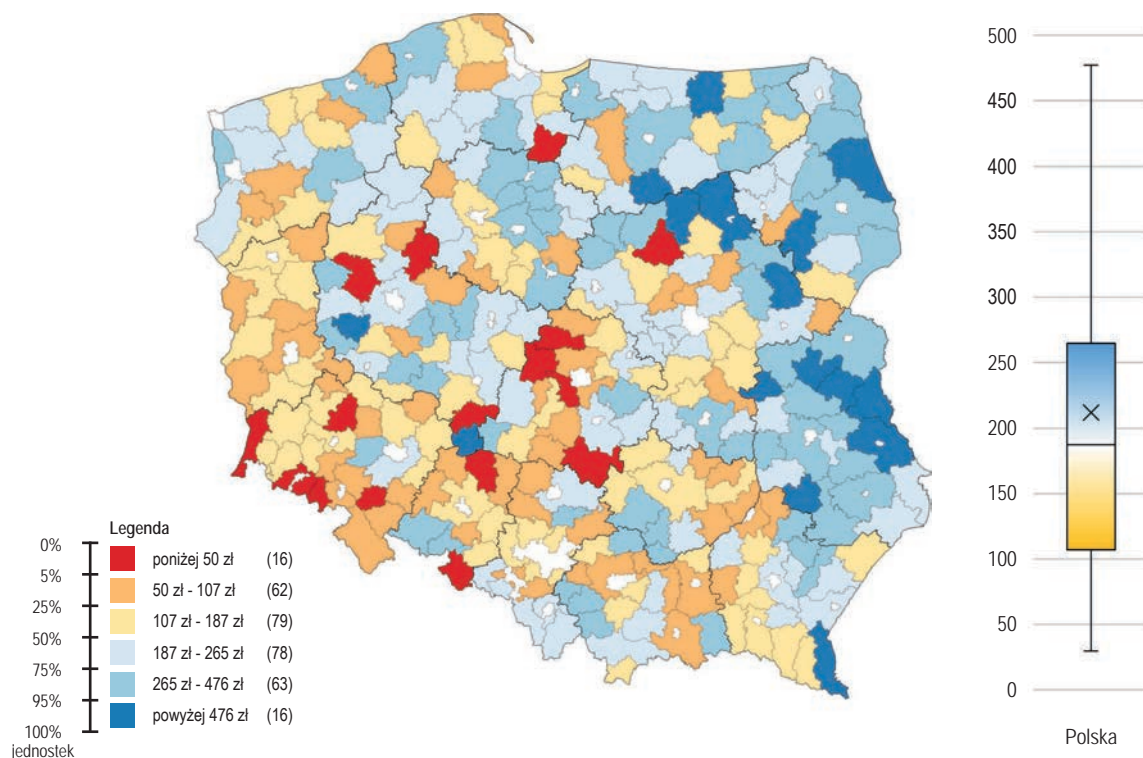 Legenda
0%
5%
25%
50%
75%
95%
100%
jednostek
poniżej 50 zł (16)
50 zł - 107 zł (62)
107 zł - 187 zł (79)
187 zł - 265 zł (78)
265 zł - 476 zł (63)
powyżej 476 zł (16)
500
450
400
350
300
250
200
150
100
50
0
Polska